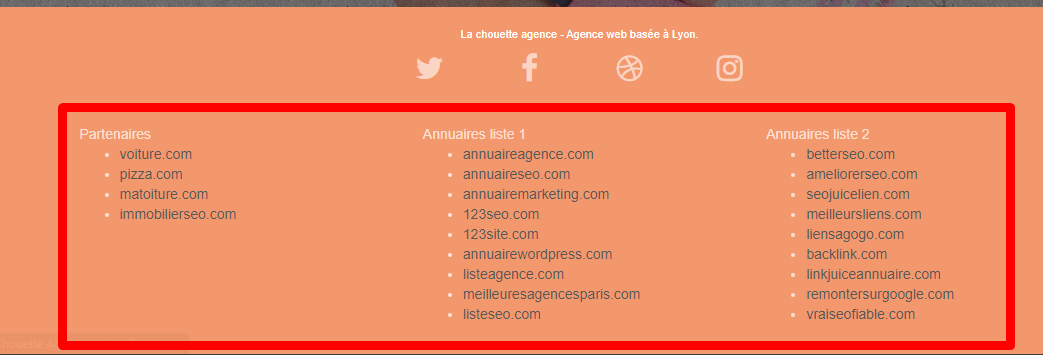 La chouette agence - Agence web basée à Lyon.
Partenaires
voiture.com
pizza.com
matoiture.com
immobilierseo.com
Annuaires liste 1
annuaireagence.com
annuaireseo.com
annuairemarketing.com
123seo.com
123site.com
annuairewordpress.com
listeagence.com
meilleuresagencesparis.com
listeseo.com
Annuaires liste 2
betterseo.com
ameliorerseo.com
seojuicelien.com
meilleursliens.com
liensagogo.com
backlink.com
linkjuiceannuaire.com
remontersurgoogle.com
vraiseofiable.com